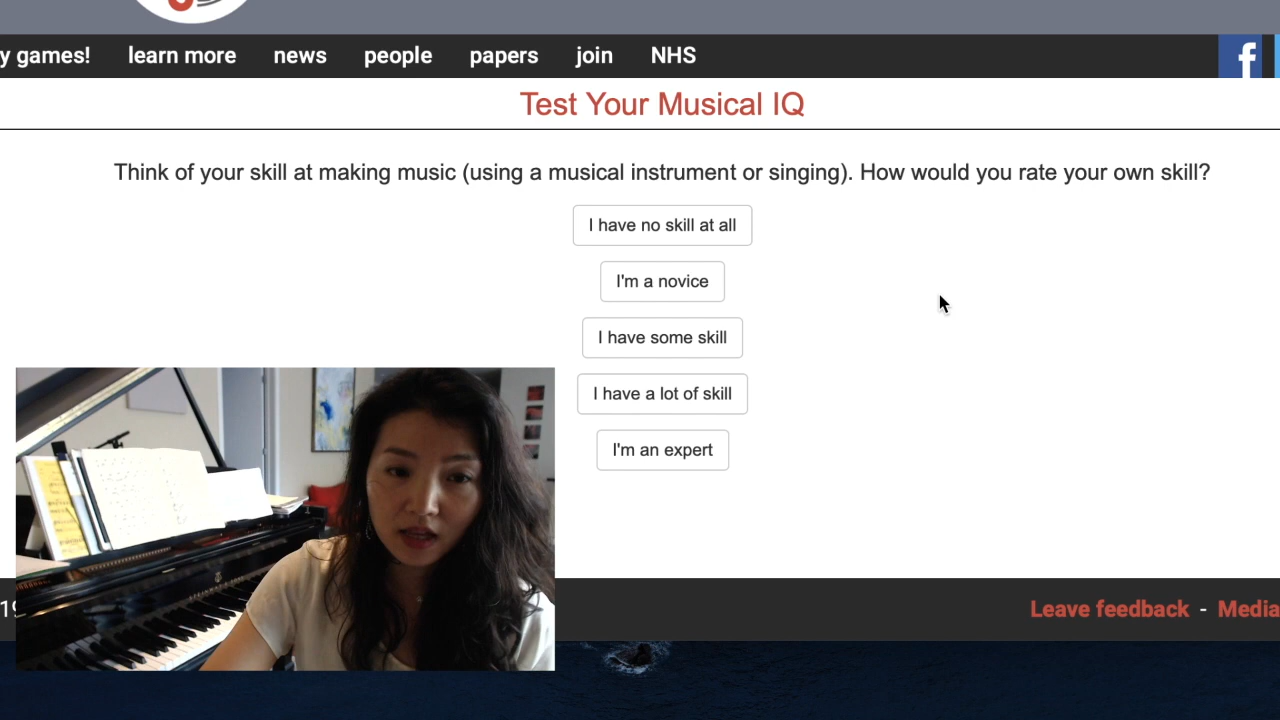 y games! learn more news people papers join NHS
Test Your Musical IQ
Think of your skill at making music (using a musical instrument or singing). How would you rate your own skill?
I have no skill at all
I'm a novice
I have some skill
I have a lot of skill
I'm an expert
Leave feedback - Media